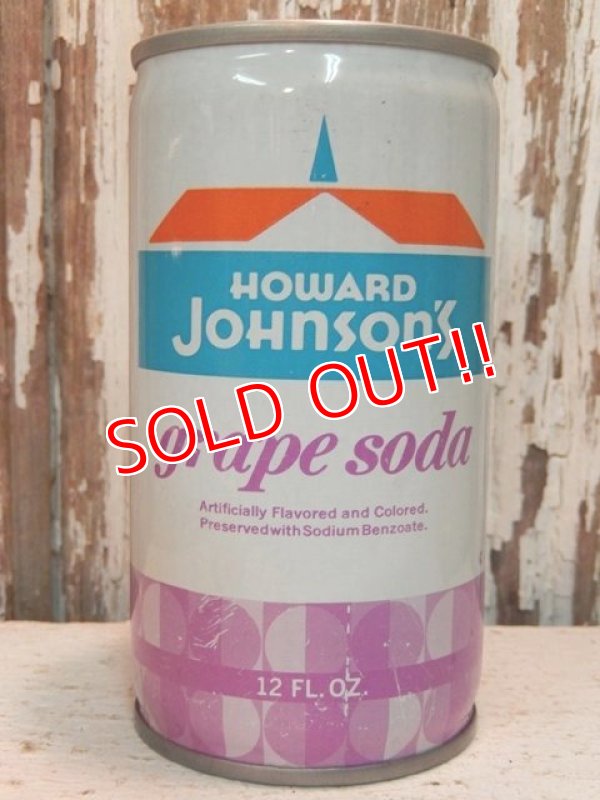 HOWARD
JOHNSON'S
SOLD OUT!!
grape soda
Artificially Flavored and Colored.
Preserved with Sodium Benzoate.
12 FL. OZ.